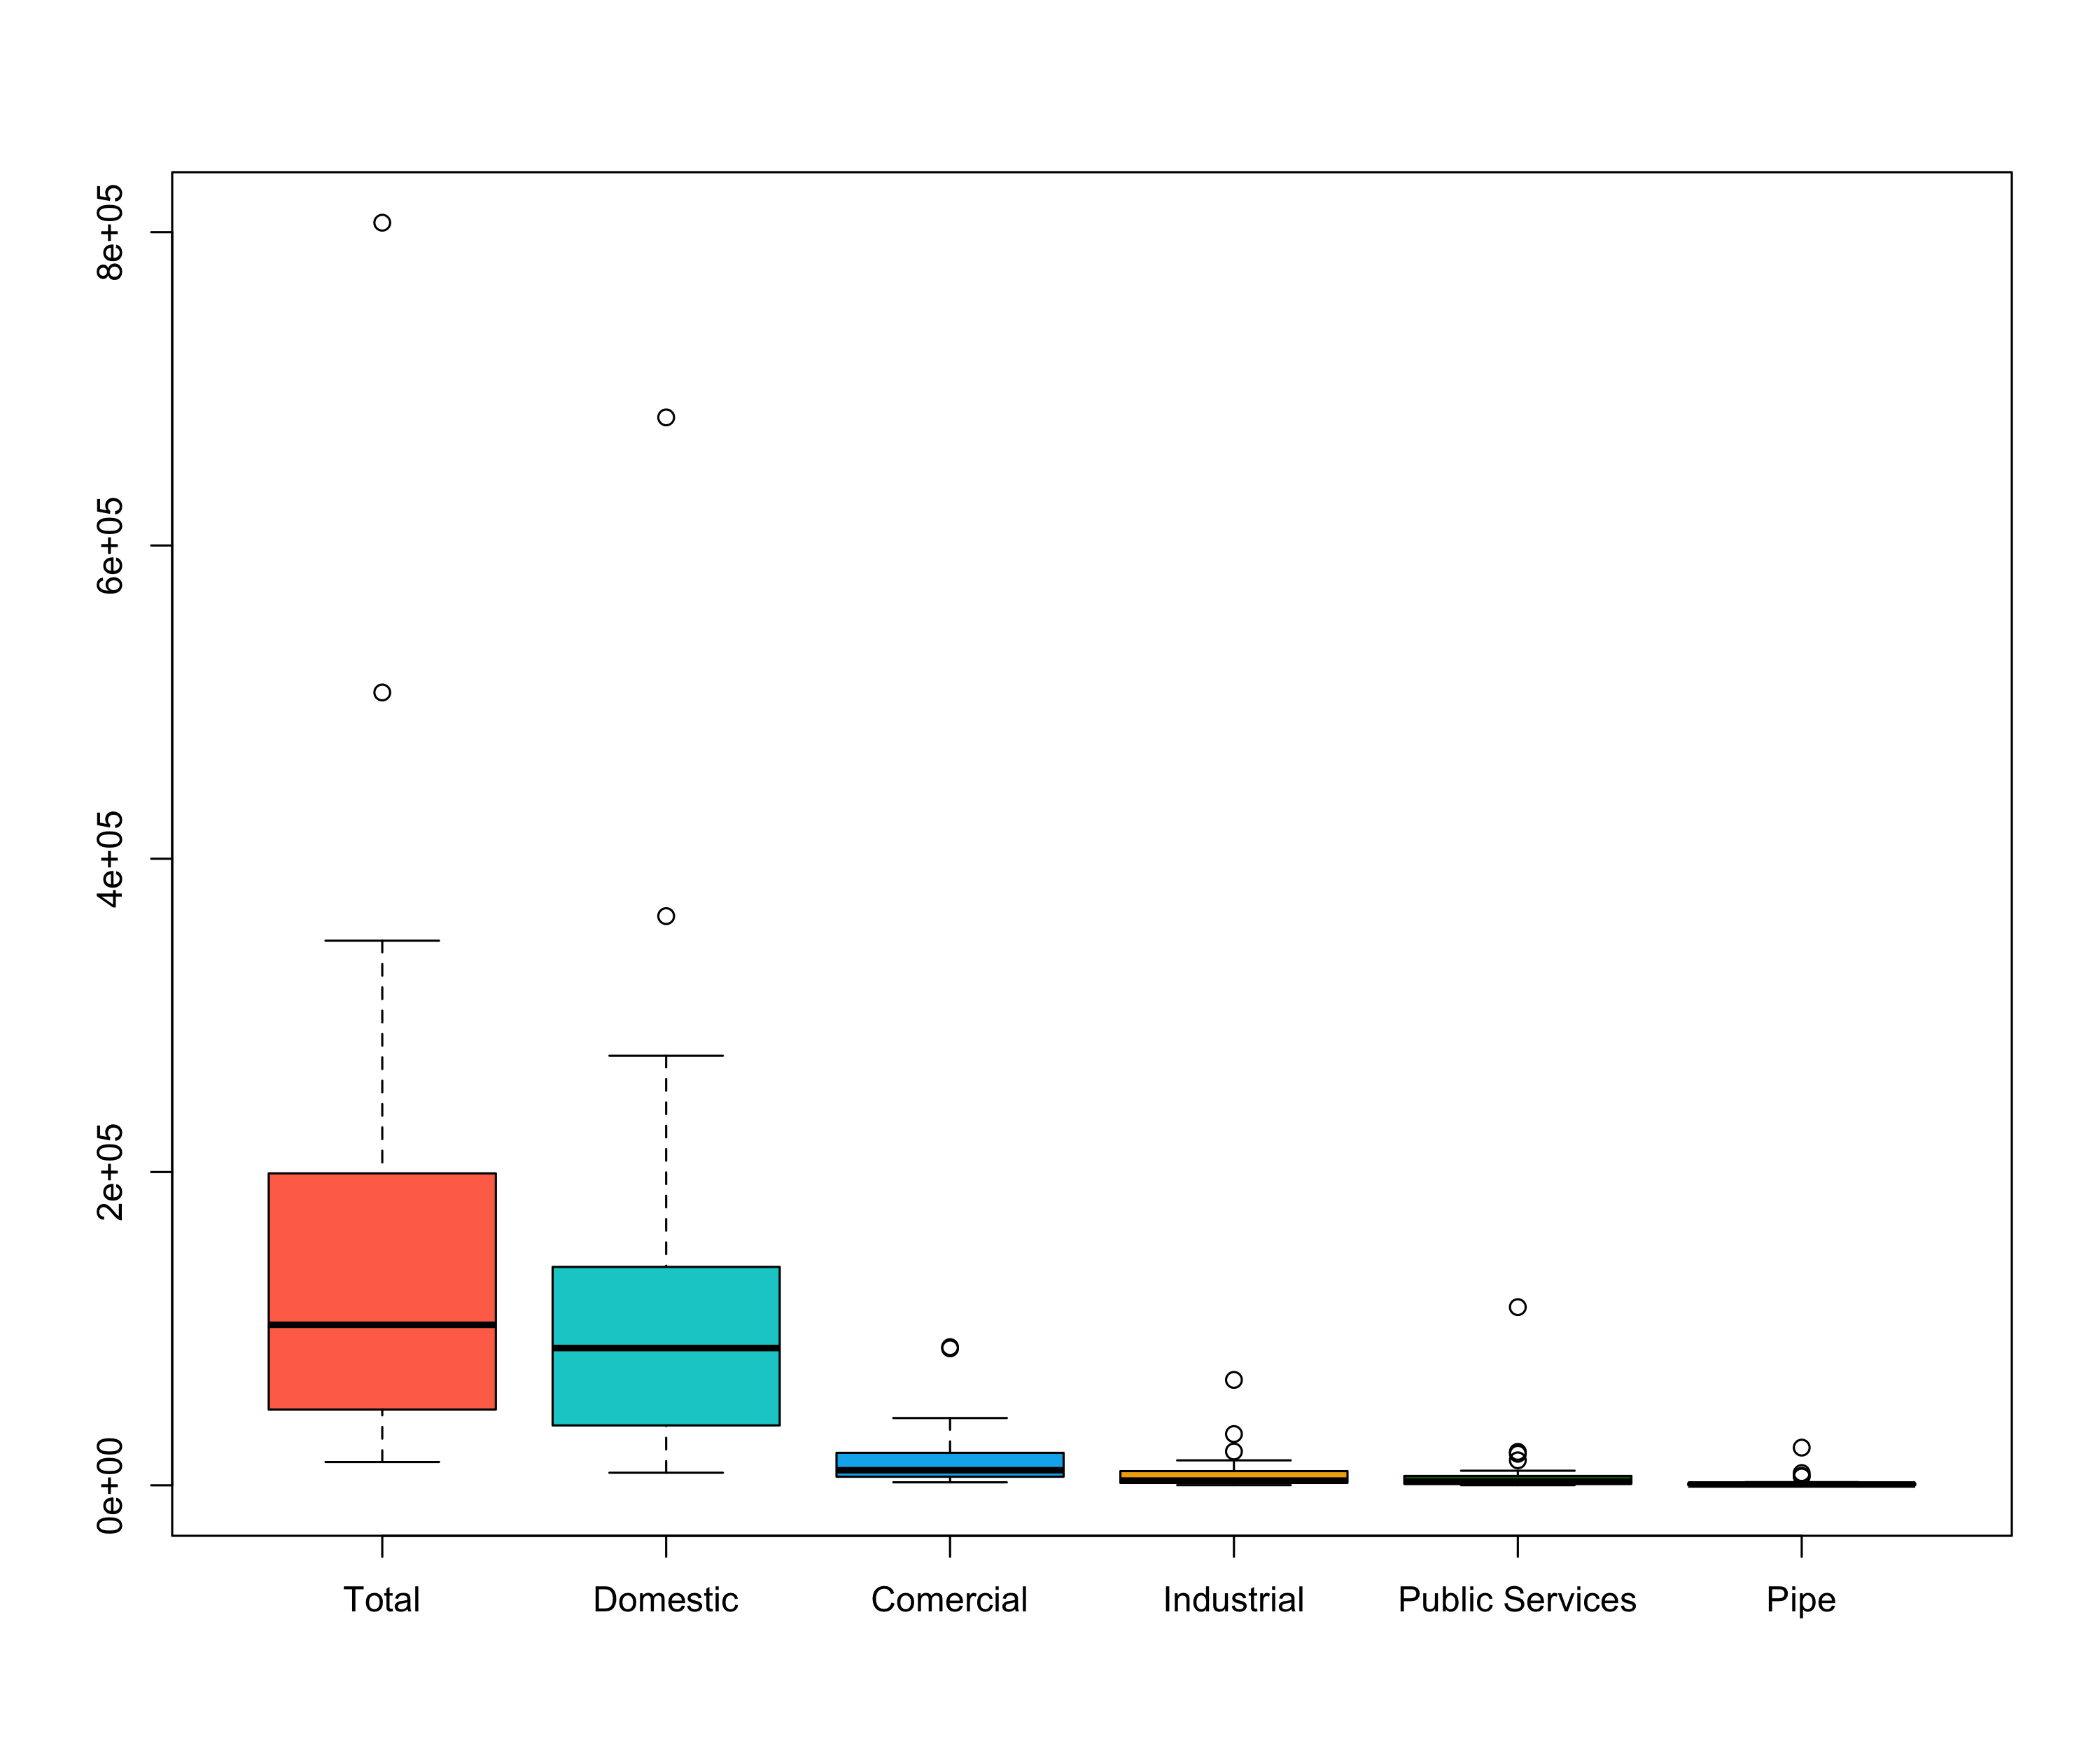 8e+05
6e+05
4e+05
2e+05
0e+00
Total Domestic Comercial Industrial Public Services Pipe